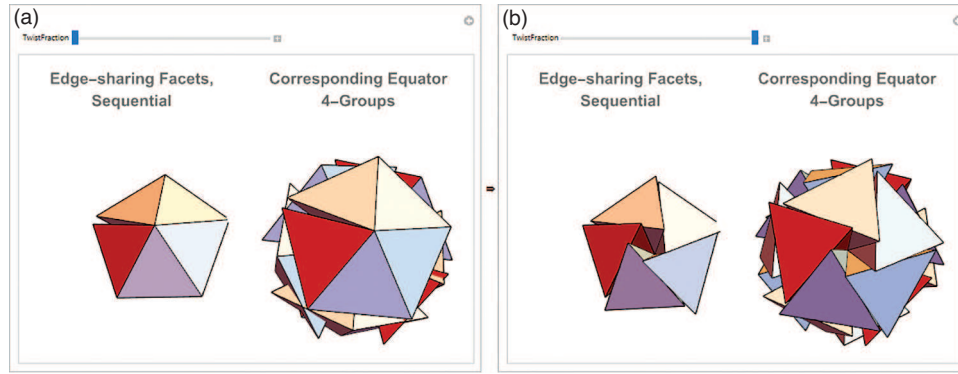 (a)
TwistFraction
Edge–sharing Facets,
Sequential
Corresponding Equator
4–Groups
(b)
TwistFraction
Edge–sharing Facets,
Sequential
Corresponding Equator
4–Groups